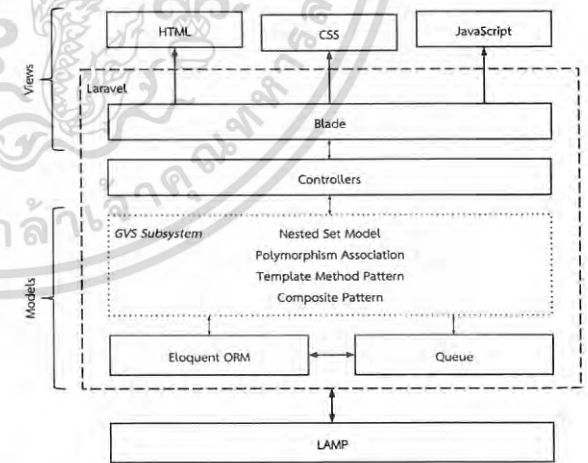 HTML
CSS
JavaScript
Views
Laravel
Blade
Controllers
GVS Subsystem
Nested Set Model
Polymorphism Association
Template Method Pattern
Composite Pattern
Models
Eloquent ORM
Queue
LAMP